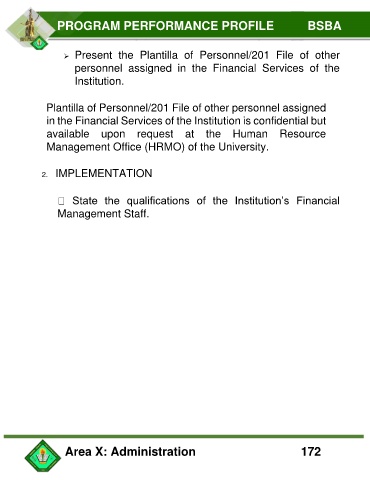 PROGRAM PERFORMANCE PROFILE BSBA
➢ Present the Plantilla of Personnel/201 File of other
personnel assigned in the Financial Services of the
Institution.
Plantilla of Personnel/201 File of other personnel assigned
in the Financial Services of the Institution is confidential but
available upon request at the Human Resource
Management Office (HRMO) of the University.
2. IMPLEMENTATION
State the qualifications of the Institution's Financial
Management Staff.
Area X: Administration 172